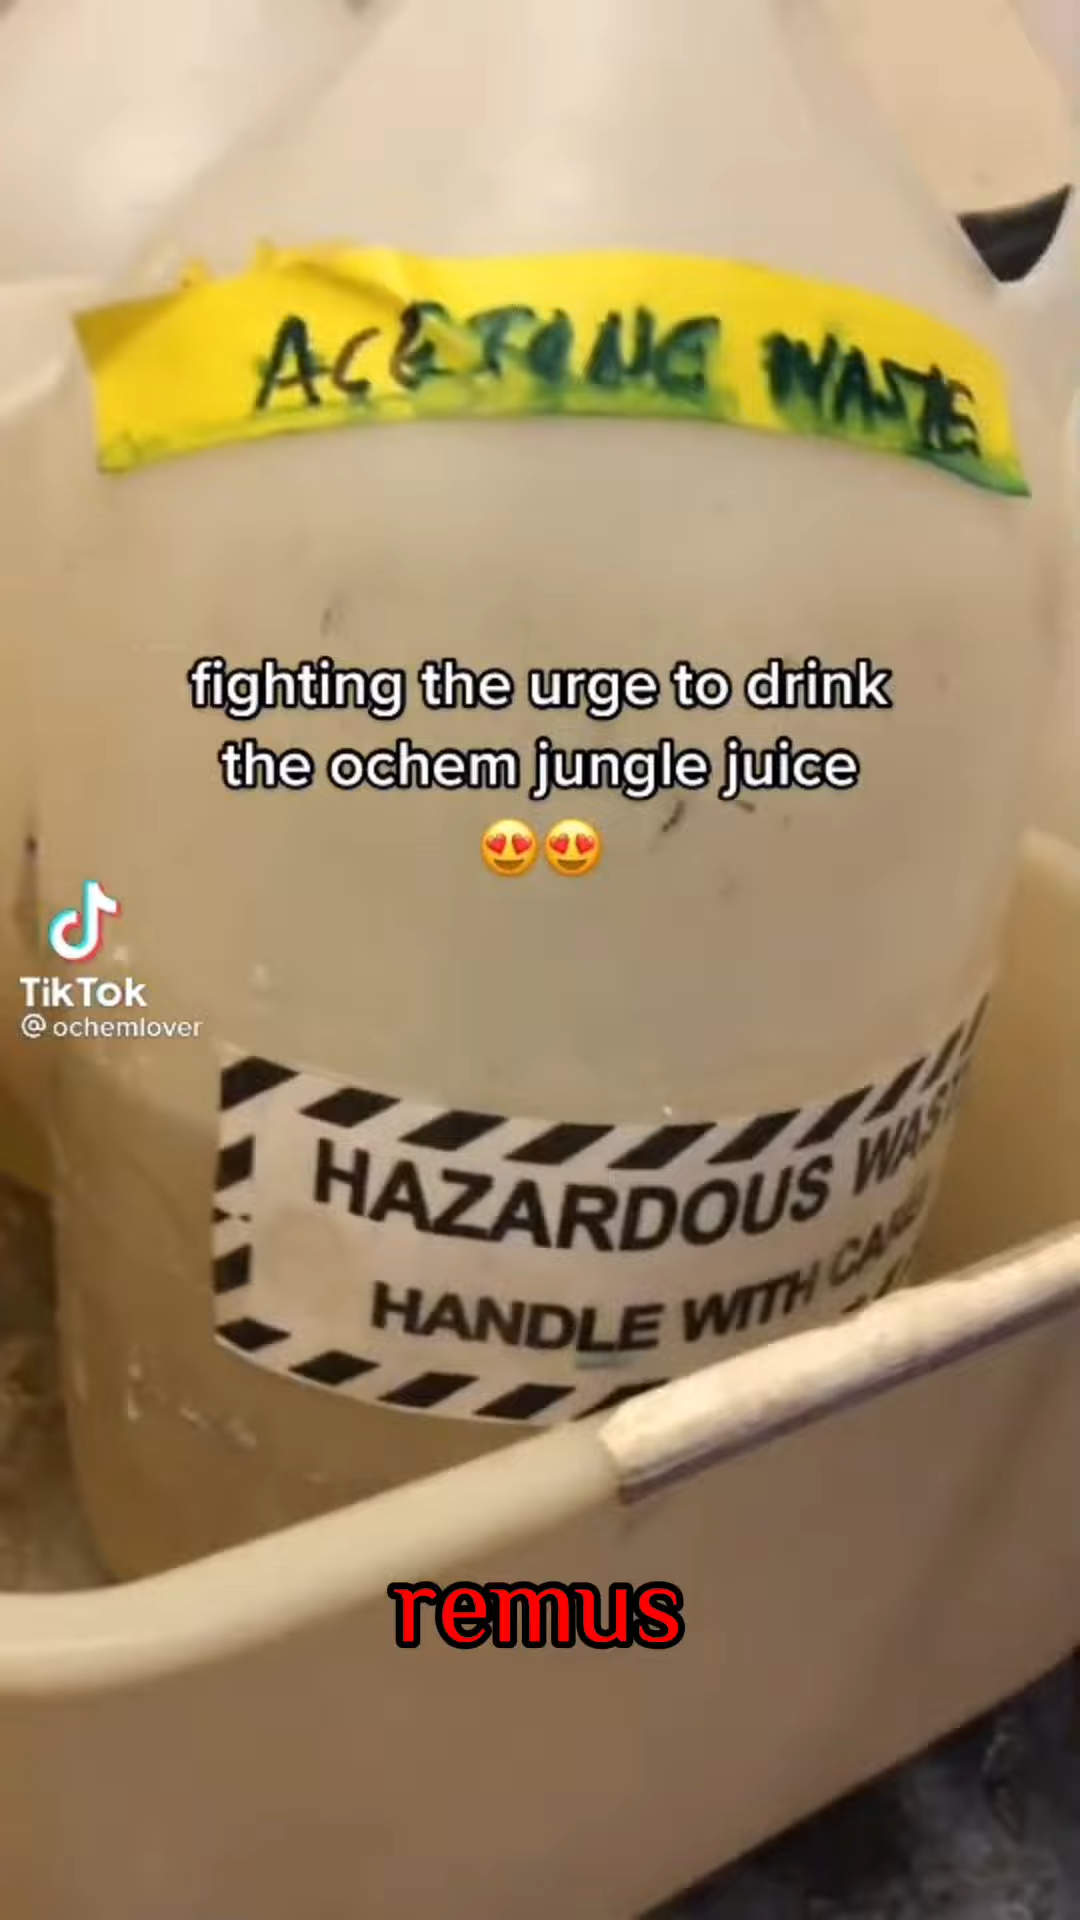 ACETONE WASTE
fighting the urge to drink
the ochem jungle juice
😍😍
TikTok
@ochemlover
HAZARDOUS WASTE
HANDLE WITH CARE
remus